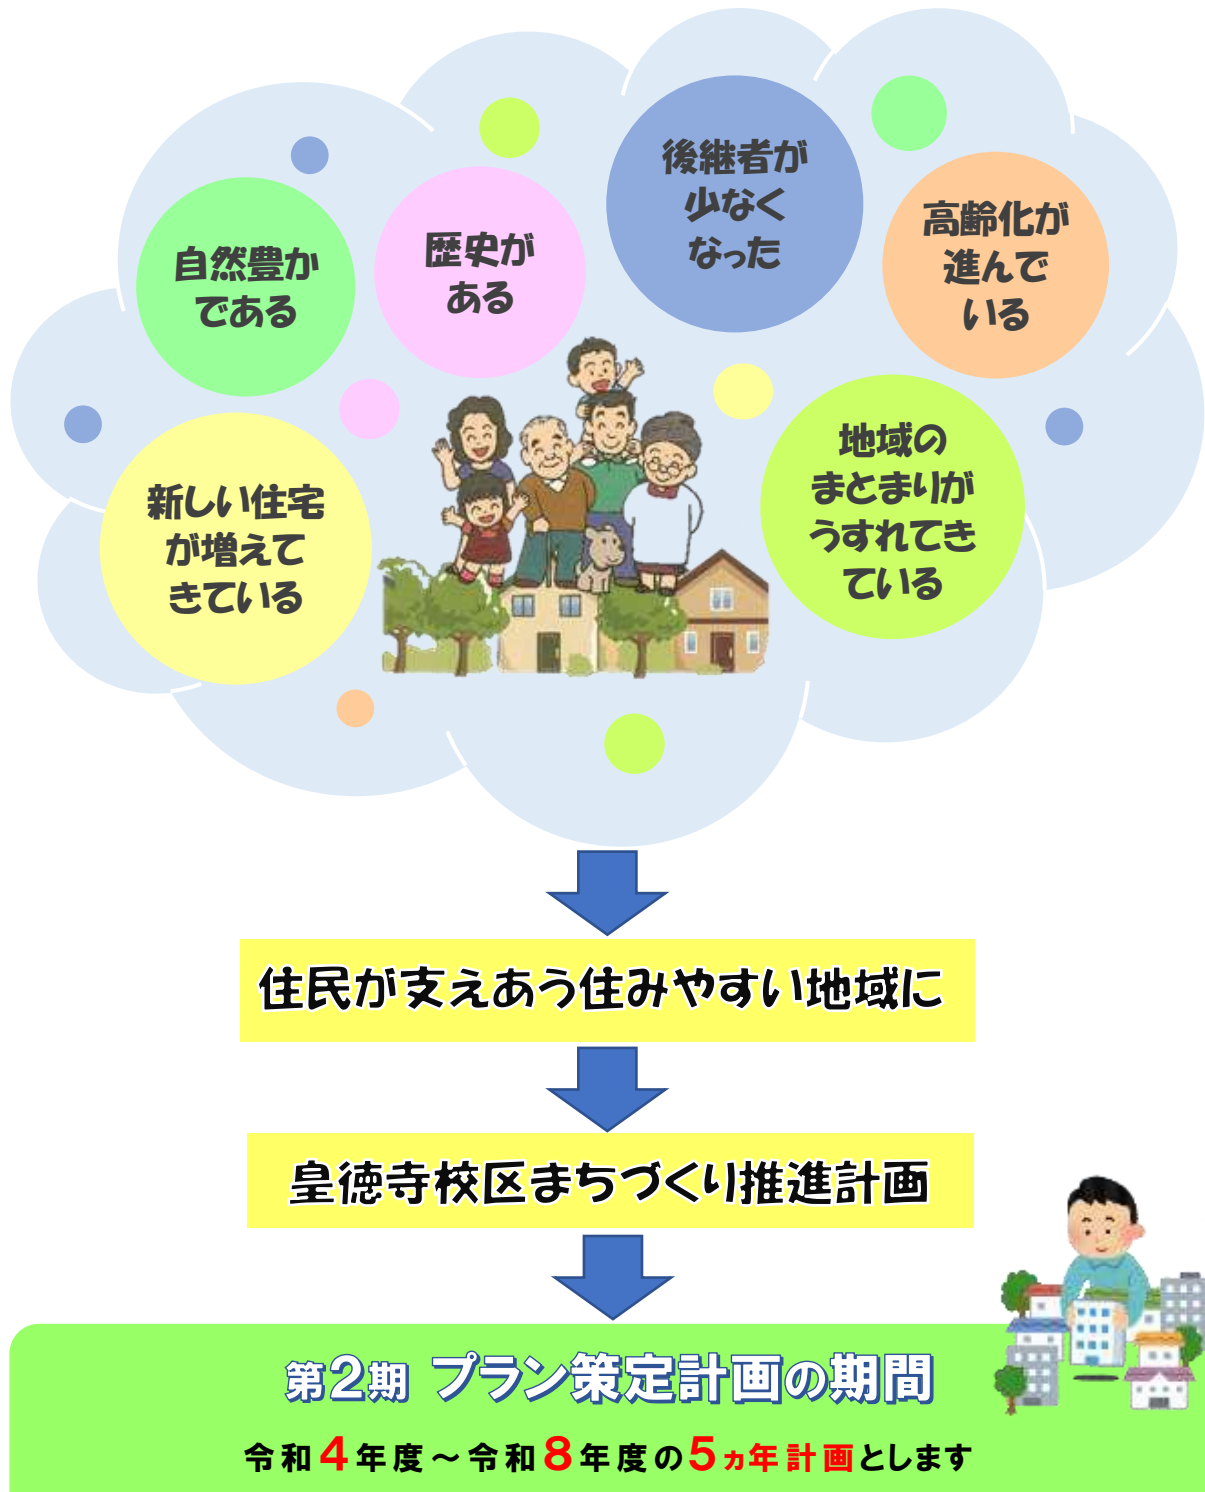 後継者が
少なく
なった
高齢化が
進んで
いる
歴史が
ある
自然豊か
である
新しい住宅
が増えて
きている
地域の
まとまりが
うすれてき
ている
住民が支えあう住みやすい地域に
皇徳寺校区まちづくり推進計画
第2期 プラン策定計画の期間
令和4年度～令和8年度の5ヵ年計画とします